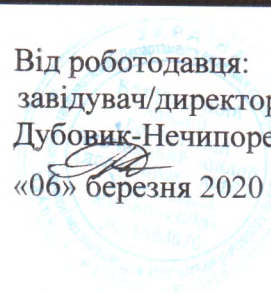 Від роботодавця:
завідувач/директор
Дубовик-Нечипоре
«06» березня 2020